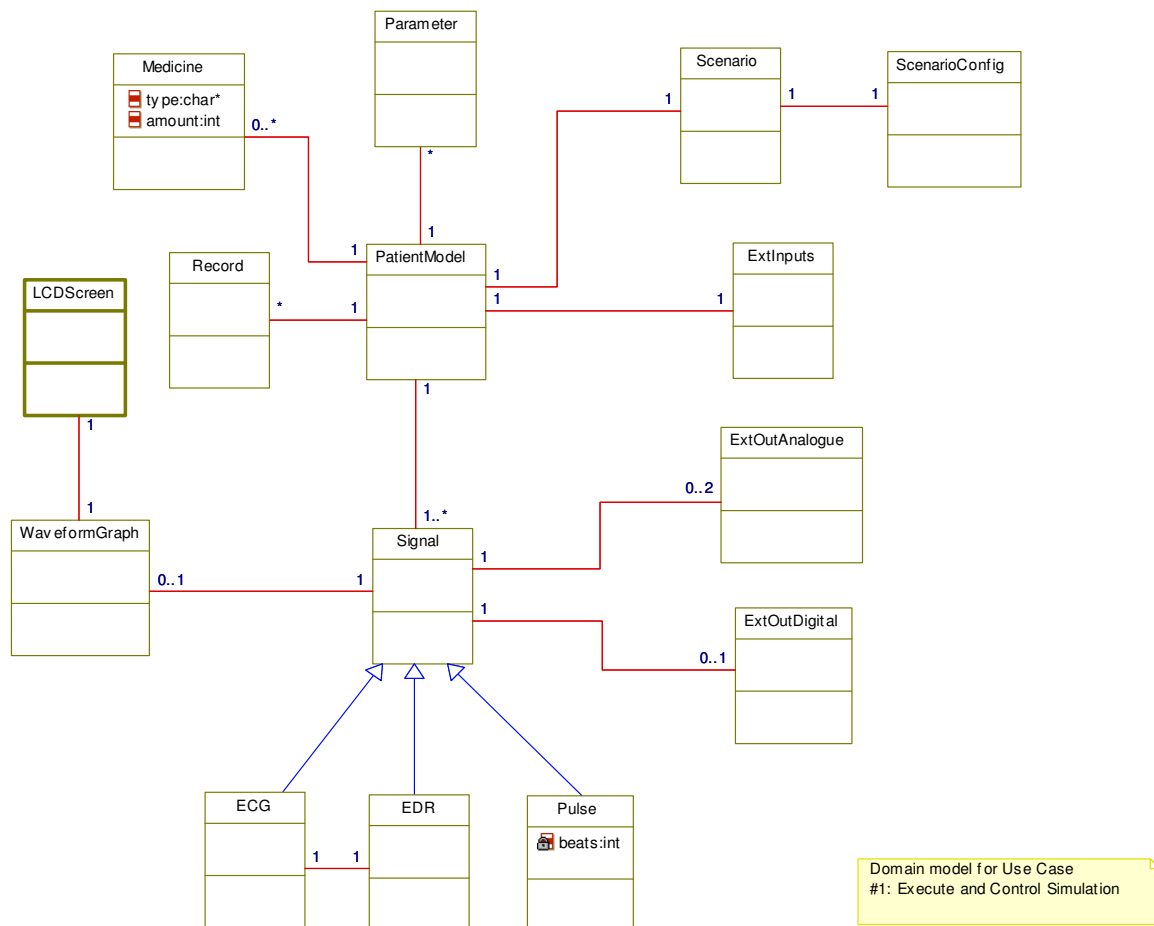 Parameter
Medicine
type:char*
amount:int
0..*
*
1
1
Scenario
1
1
1
ScenarioConfig
Record
*
1
PatientModel
1
1
1
ExtInputs
1
LCDScreen
1
1
WaveformGraph
0..1
1
1..*
Signal
1
1
0..2
ExtOutAnalogue
0..1
ExtOutDigital
ECG
1
1
EDR
Pulse
beats:int
Domain model for Use Case
#1: Execute and Control Simulation